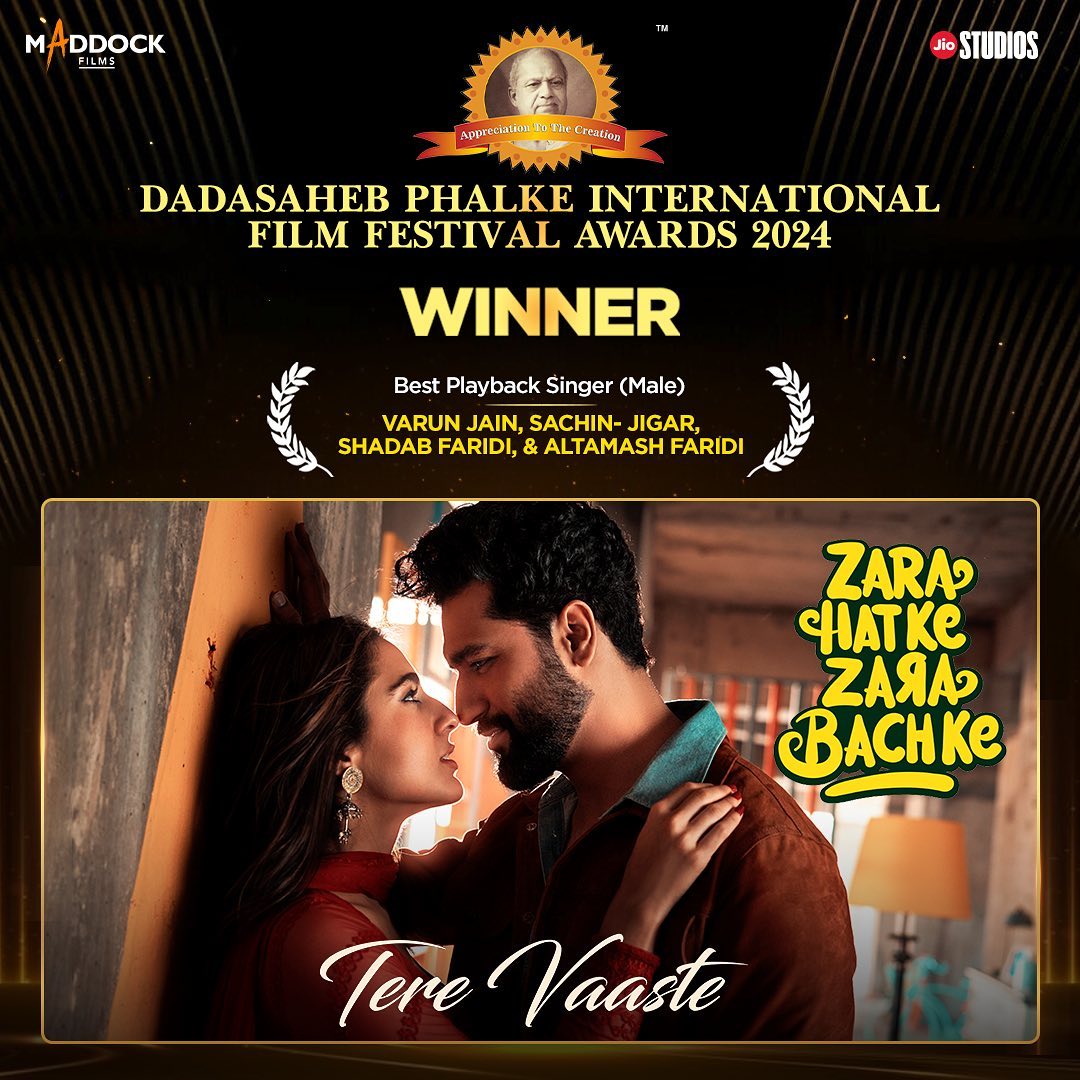 MADDOCK
FILMS
TM
Jio STUDIOS
Appreciation To The Creation
DADASAHEB PHALKE INTERNATIONAL
FILM FESTIVAL AWARDS 2024
WINNER
Best Playback Singer (Male)
VARUN JAIN, SACHIN- JIGAR,
SHADAB FARIDI, & ALTAMASH FARIDI
ZARA
HATKE
ZARA
BACHKE
Tere Vaaste